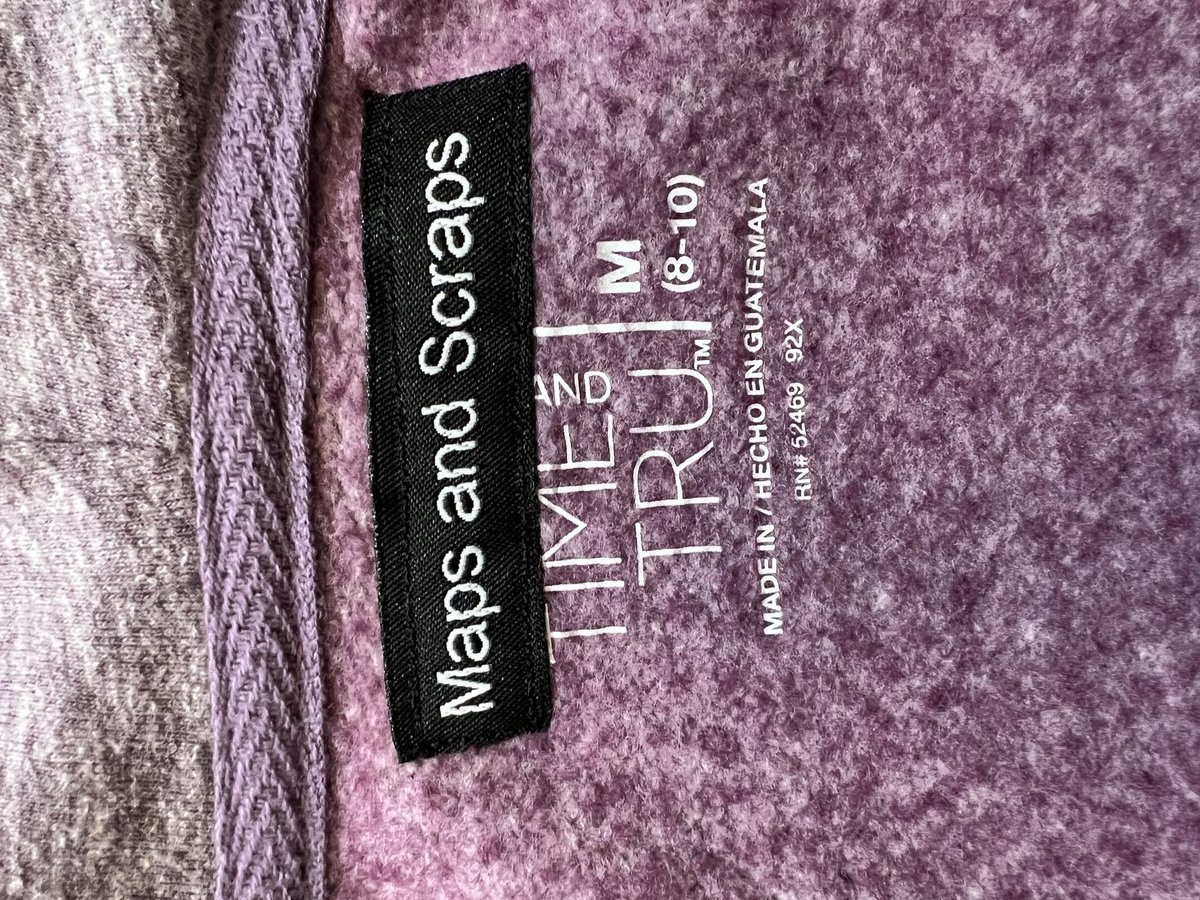 Maps and Scraps
TIME AND
TRU™
M
(8-10)
MADE IN / HECHO EN GUATEMALA
RN# 52469 92X